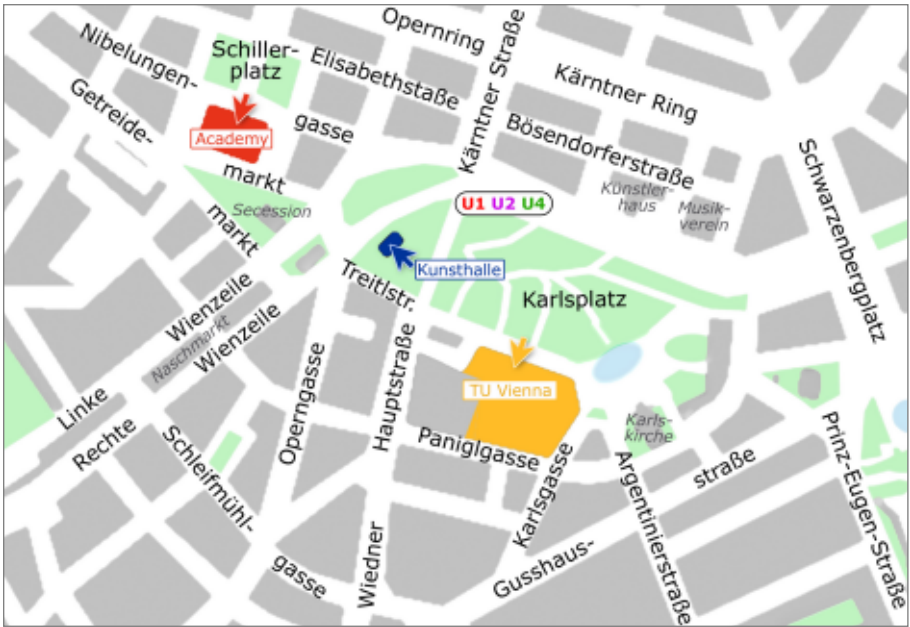 Opernring
Kärntner Straße
Nibelungen-
gasse
Schiller-
platz
Elisabethstaße
Kärntner Ring
Getreide-
markt
Academy
Bösendorferstraße
Schwarzenbergplatz
Kärntner Straße
Künstler-
haus
Musik-
verein
U1 U2 U4
Secession
markt
Kunsthalle
Treitlstr.
Karlsplatz
Linke
Wienzeile
Naschmarkt
Rechte
Wienzeile
Operngasse
Wiedner
Hauptstraße
TU Vienna
Paniglgasse
Karlsgasse
Karls-
kirche
Argentinierstraße
Gusshaus-
straße
Prinz-Eugen-Straße
Schleifmühl-
gasse